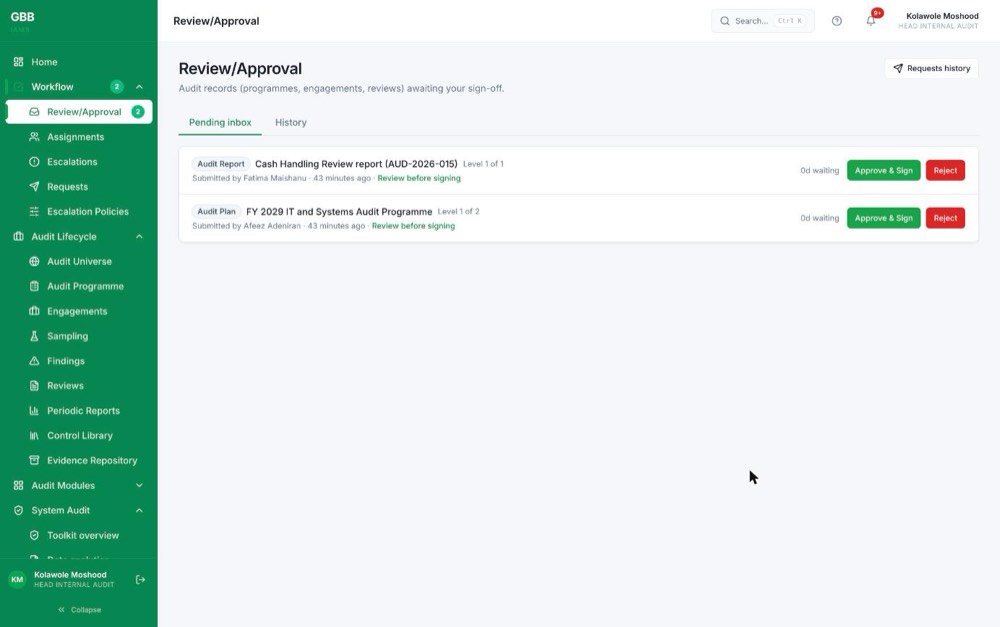 GBB
Review/Approval
Search... Ctrl K
9+
Kolawole Moshood
HEAD INTERNAL AUDIT
Home
Workflow 2
Review/Approval 2
Assignments
Escalations
Requests
Escalation Policies
Audit Lifecycle
Audit Universe
Audit Programme
Engagements
Sampling
Findings
Reviews
Periodic Reports
Control Library
Evidence Repository
Audit Modules
System Audit
Toolkit overview
KM
Kolawole Moshood
HEAD INTERNAL AUDIT
Collapse
Review/Approval
Audit records (programmes, engagements, reviews) awaiting your sign-off.
Requests history
Pending inbox History
Audit Report Cash Handling Review report (AUD-2026-015) Level 1 of 1
Submitted by Fatima Maishanu · 43 minutes ago · Review before signing
0d waiting Approve & Sign Reject
Audit Plan FY 2029 IT and Systems Audit Programme Level 1 of 2
Submitted by Afeez Adeniran · 43 minutes ago · Review before signing
0d waiting Approve & Sign Reject